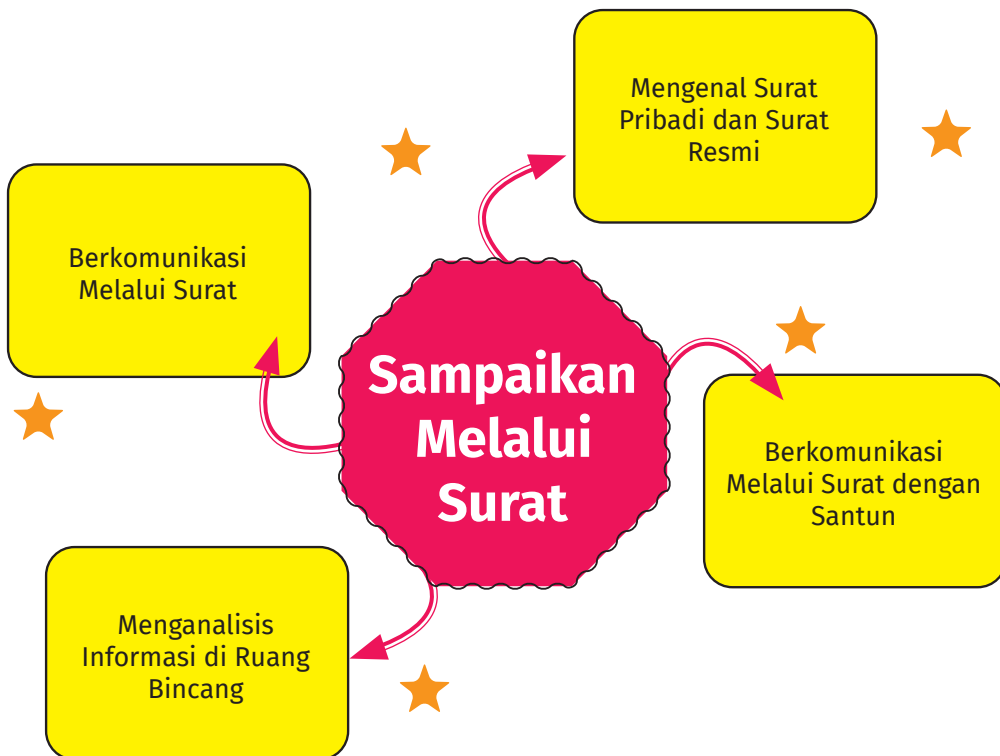 Mengenal Surat
Pribadi dan Surat
Resmi
Berkomunikasi
Melalui Surat
Sampaikan
Melalui
Surat
Berkomunikasi
Melalui Surat dengan
Santun
Menganalisis
Informasi di Ruang
Bincang